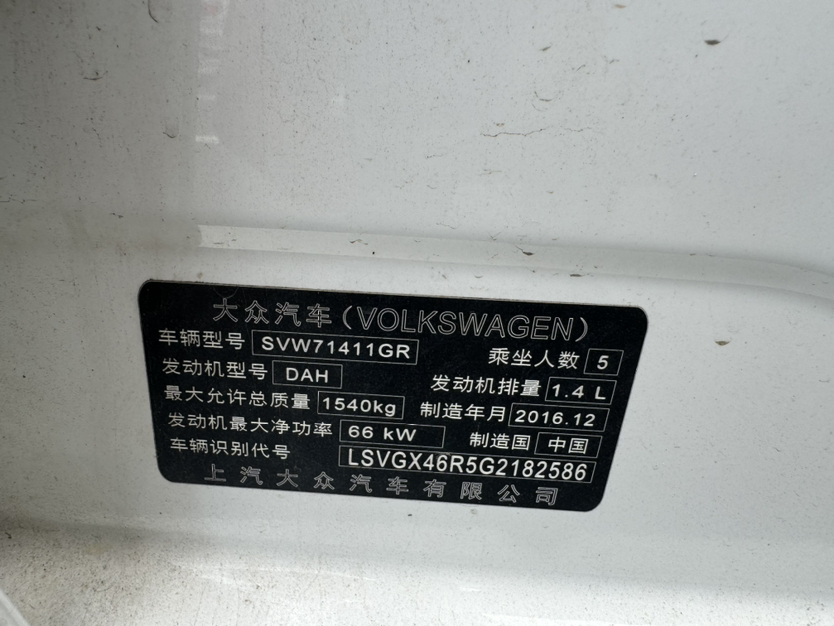 大众汽车(VOLKSWAGEN)
车辆型号 SVW71411GR 乘坐人数 5
发动机型号 DAH 发动机排量 1.4 L
最大允许总质量 1540kg 制造年月 2016.12
发动机最大净功率 66 kW 制造国 中国
车辆识别代号 LSVGX46R5G2182586
上汽大众汽车有限公司